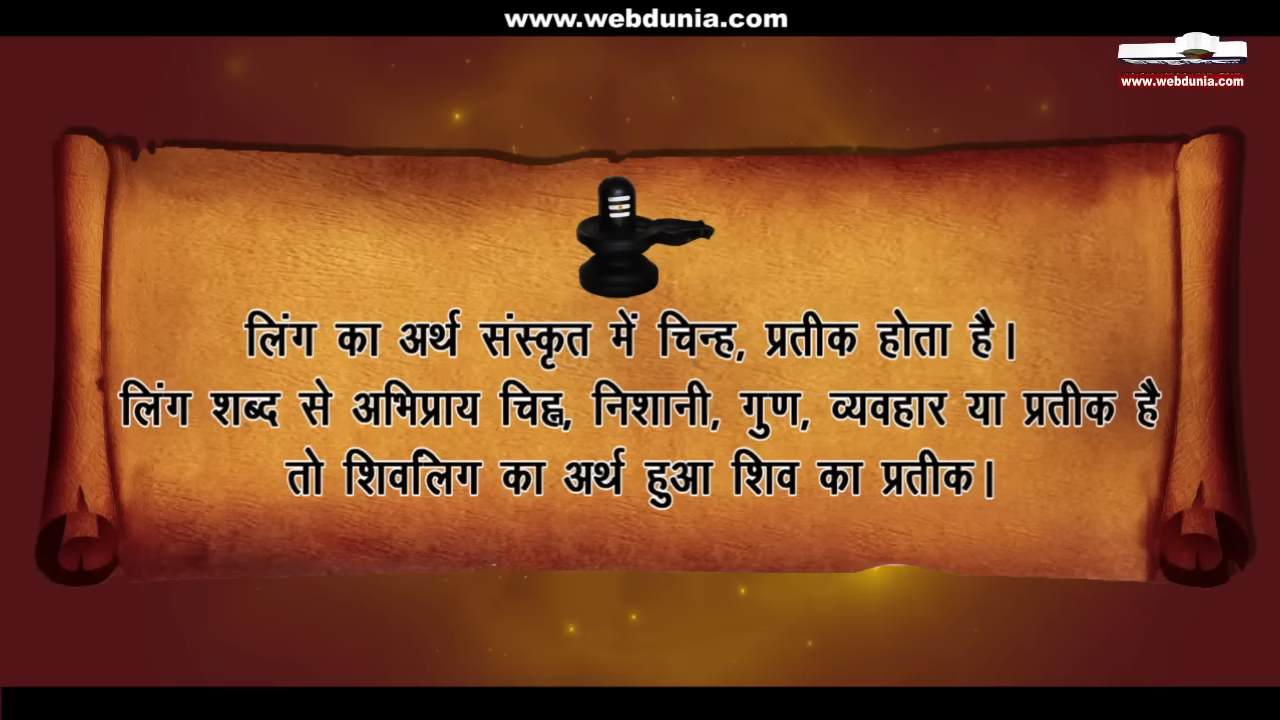 www.webdunia.com
www.webdunia.com
लिंग का अर्थ संस्कृत में चिन्ह, प्रतीक होता है।
लिंग शब्द से अभिप्राय चिह्न, निशानी, गुण, व्यवहार या प्रतीक है
तो शिवलिग का अर्थ हुआ शिव का प्रतीक।